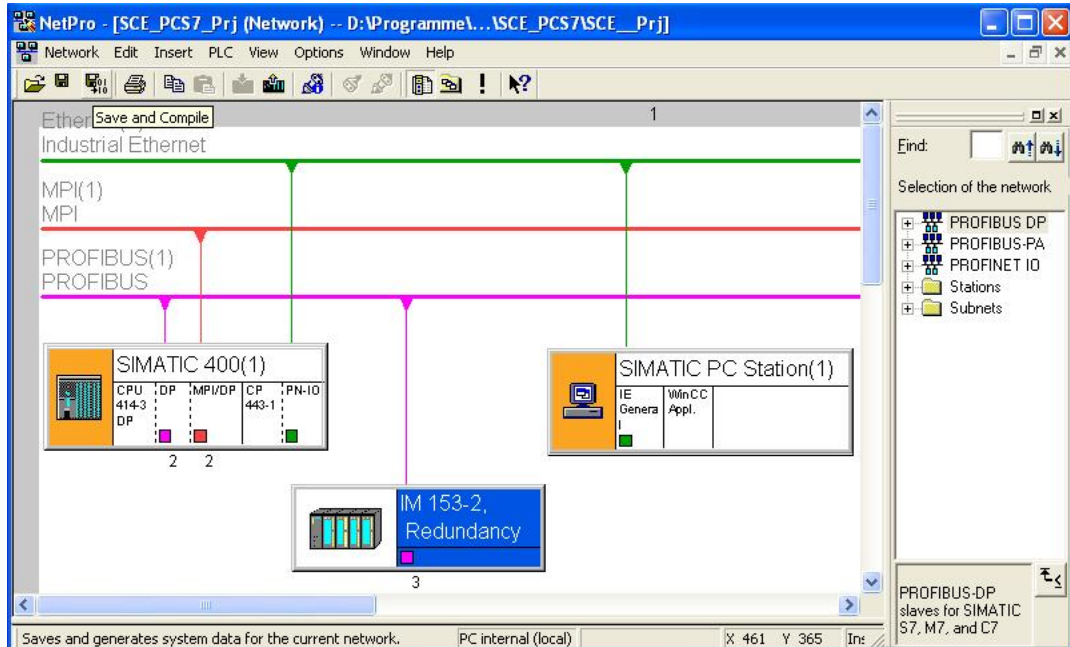 NetPro - [SCE_PCS7_Prj (Network) -- D:\Programme\...\SCE_PCS7\SCE__Prj]
Network Edit Insert PLC View Options Window Help
Save and Compile
1
Ether
Industrial Ethernet
MPI(1)
MPI
PROFIBUS(1)
PROFIBUS
SIMATIC 400(1)
CPU 414-3 DP
DP
MPI/DP
CP 443-1
PN-IO
2 2
SIMATIC PC Station(1)
IE Genera l
WinCC Appl.
IM 153-2,
Redundancy
3
Find:
Selection of the network
PROFIBUS DP
PROFIBUS-PA
PROFINET IO
Stations
Subnets
PROFIBUS-DP
slaves for SIMATIC
S7, M7, and C7
Saves and generates system data for the current network. PC internal (local) X 461 Y 365 Ins